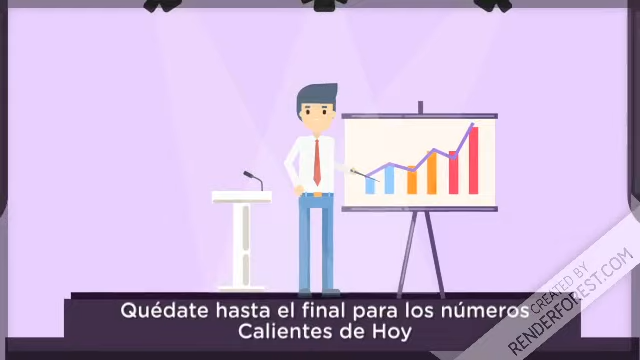 Quédate hasta el final para los números
Calientes de Hoy
CREATED BY
RENDERFOREST.COM